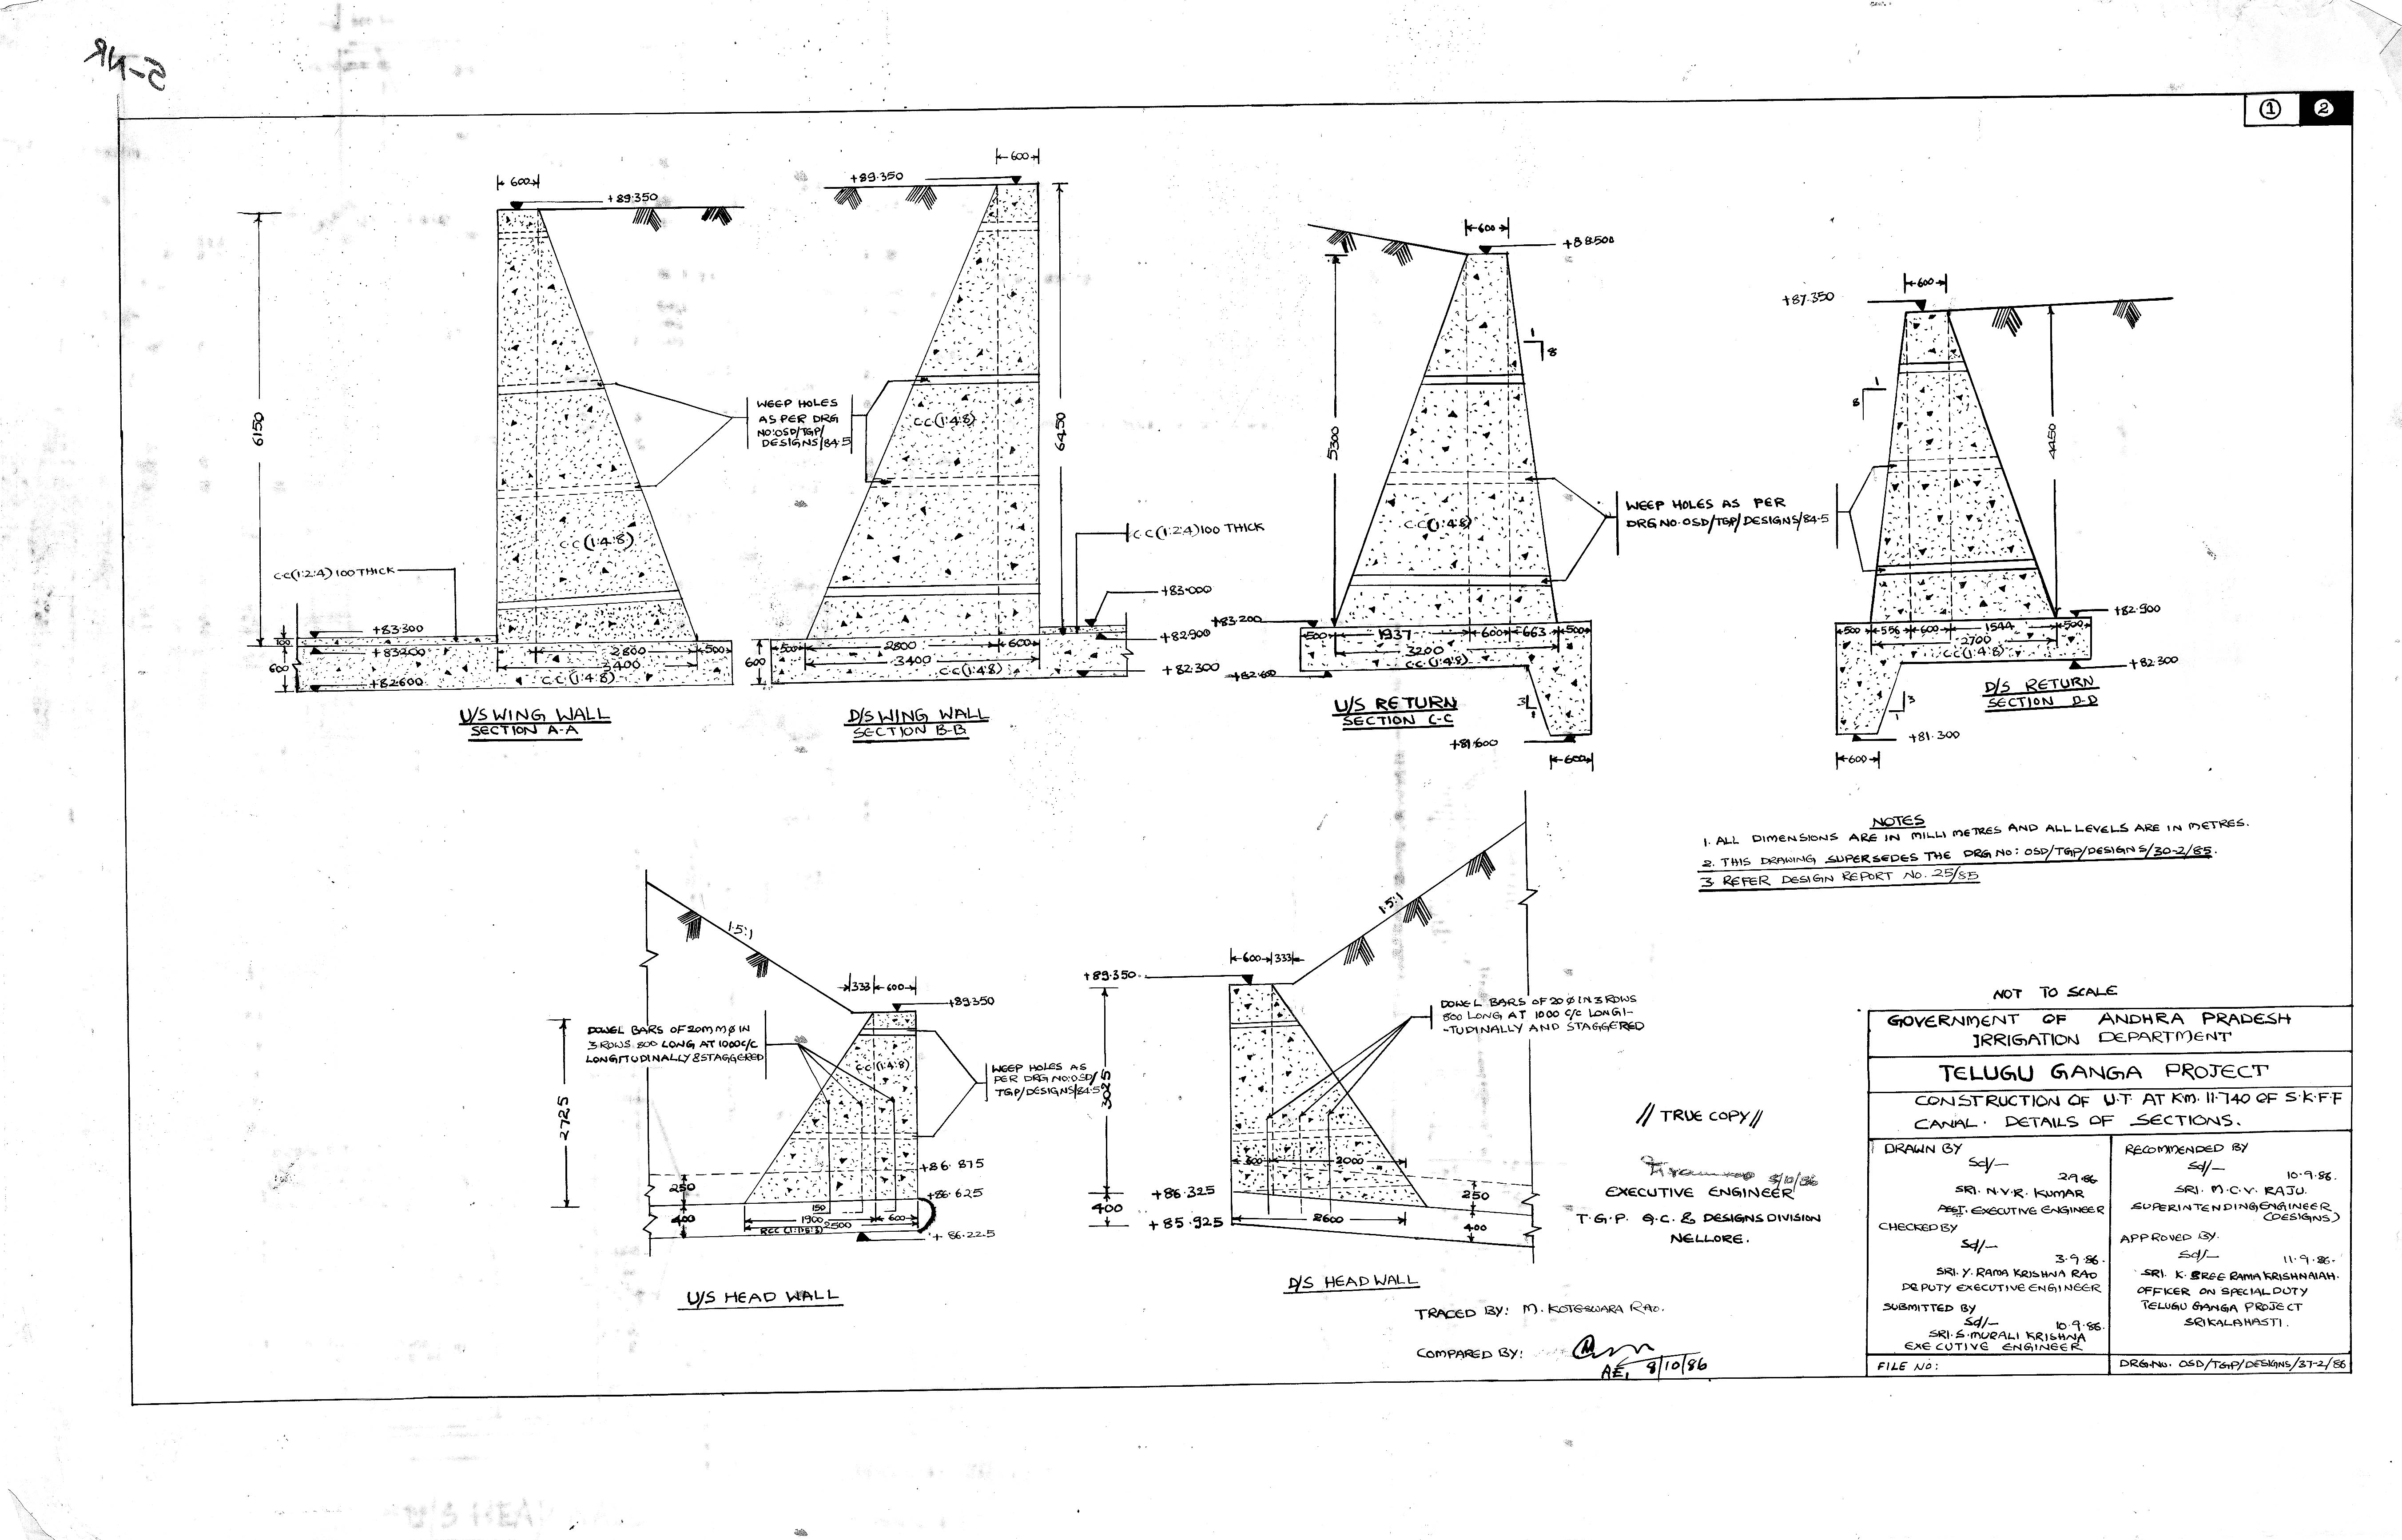 5-NR
1 2
600
+89.350
6150
CC(1:2:4) 100 THICK
+83.300
100
+83.200
600
+82.600
2800
500
3400
CC(1:4:8)
C.C(1:4:8)
U/S WING WALL
SECTION A-A
WEEP HOLES
AS PER DRG
NO:OSD/TGP/
DESIGNS/84.5
600
+89.350
CC(1:4:8)
6450
C.C(1:2:4)100 THICK
+83.000
+82.900
+82.300
600
500
2800
600
3400
CC(1:4:8)
D/S WING WALL
SECTION B-B
600
+88.500
1
8
5300
C.C(1:4:8)
+83.200
500
1937
600
663
500
3200
CC(1:4:8)
+82.600
3
1
+81.600
600
U/S RETURN
SECTION C-C
WEEP HOLES AS PER
DRG NO.OSD/TGP/DESIGNS/84.5
600
+87.350
1
8
4450
+82.900
500
556
600
1544
500
2700
CC(1:4:8)
+82.300
3
1
+81.300
600
D/S RETURN
SECTION D-D
NOTES
1. ALL DIMENSIONS ARE IN MILLI METRES AND ALL LEVELS ARE IN METRES.
2. THIS DRAWING SUPERSEDES THE DRG NO: OSD/TGP/DESIGNS/30-2/85.
3. REFER DESIGN REPORT NO. 25/85
1.5:1
333
600
+89.350
DOWEL BARS OF 20MM Ø IN
3 ROWS 800 LONG AT 1000 C/C
LONGITUDINALLY & STAGGERED
C.C(1:4:8)
WEEP HOLES AS
PER DRG NO:OSD/
TGP/DESIGNS/84.5
2725
+86.875
+86.625
250
400
150
1900
600
2500
RCC (1:1.5:3)
+ 86.225
U/S HEAD WALL
1.5:1
600
333
+89.350
DOWEL BARS OF 20 Ø IN 3 ROWS
800 LONG AT 1000 C/C LONGI-
-TUDINALLY AND STAGGERED
3025
600
2000
+86.325
400
+85.925
2600
250
400
D/S HEAD WALL
// TRUE COPY //
5/10/86
EXECUTIVE ENGINEER
T.G.P. Q.C. & DESIGNS DIVISION
NELLORE.
TRACED BY: M. KOTESWARA RAO.
COMPARED BY:
AE, 8/10/86
NOT TO SCALE
GOVERNMENT OF ANDHRA PRADESH
IRRIGATION DEPARTMENT
TELUGU GANGA PROJECT
CONSTRUCTION OF U.T. AT KM. 11.740 OF S.K.F.F
CANAL. DETAILS OF SECTIONS.
DRAWN BY
Sd/-
2.9.86
SRI. N.V.R. KUMAR
ASST. EXECUTIVE ENGINEER
CHECKED BY
Sd/-
3.9.86.
SRI. Y. RAMA KRISHNA RAO
DEPUTY EXECUTIVE ENGINEER
SUBMITTED BY
Sd/-
10.9.86.
SRI. S. MURALI KRISHNA
EXECUTIVE ENGINEER
RECOMMENDED BY
Sd/-
10.9.86.
SRI. M.C.V. RAJU.
SUPERINTENDING ENGINEER
(DESIGNS)
APPROVED BY.
Sd/-
11.9.86.
SRI. K. SREE RAMA KRISHNAIAH.
OFFICER ON SPECIAL DUTY
TELUGU GANGA PROJECT
SRIKALAHASTI.
FILE NO:
DRG.NO. OSD/TGP/DESIGNS/37-2/86